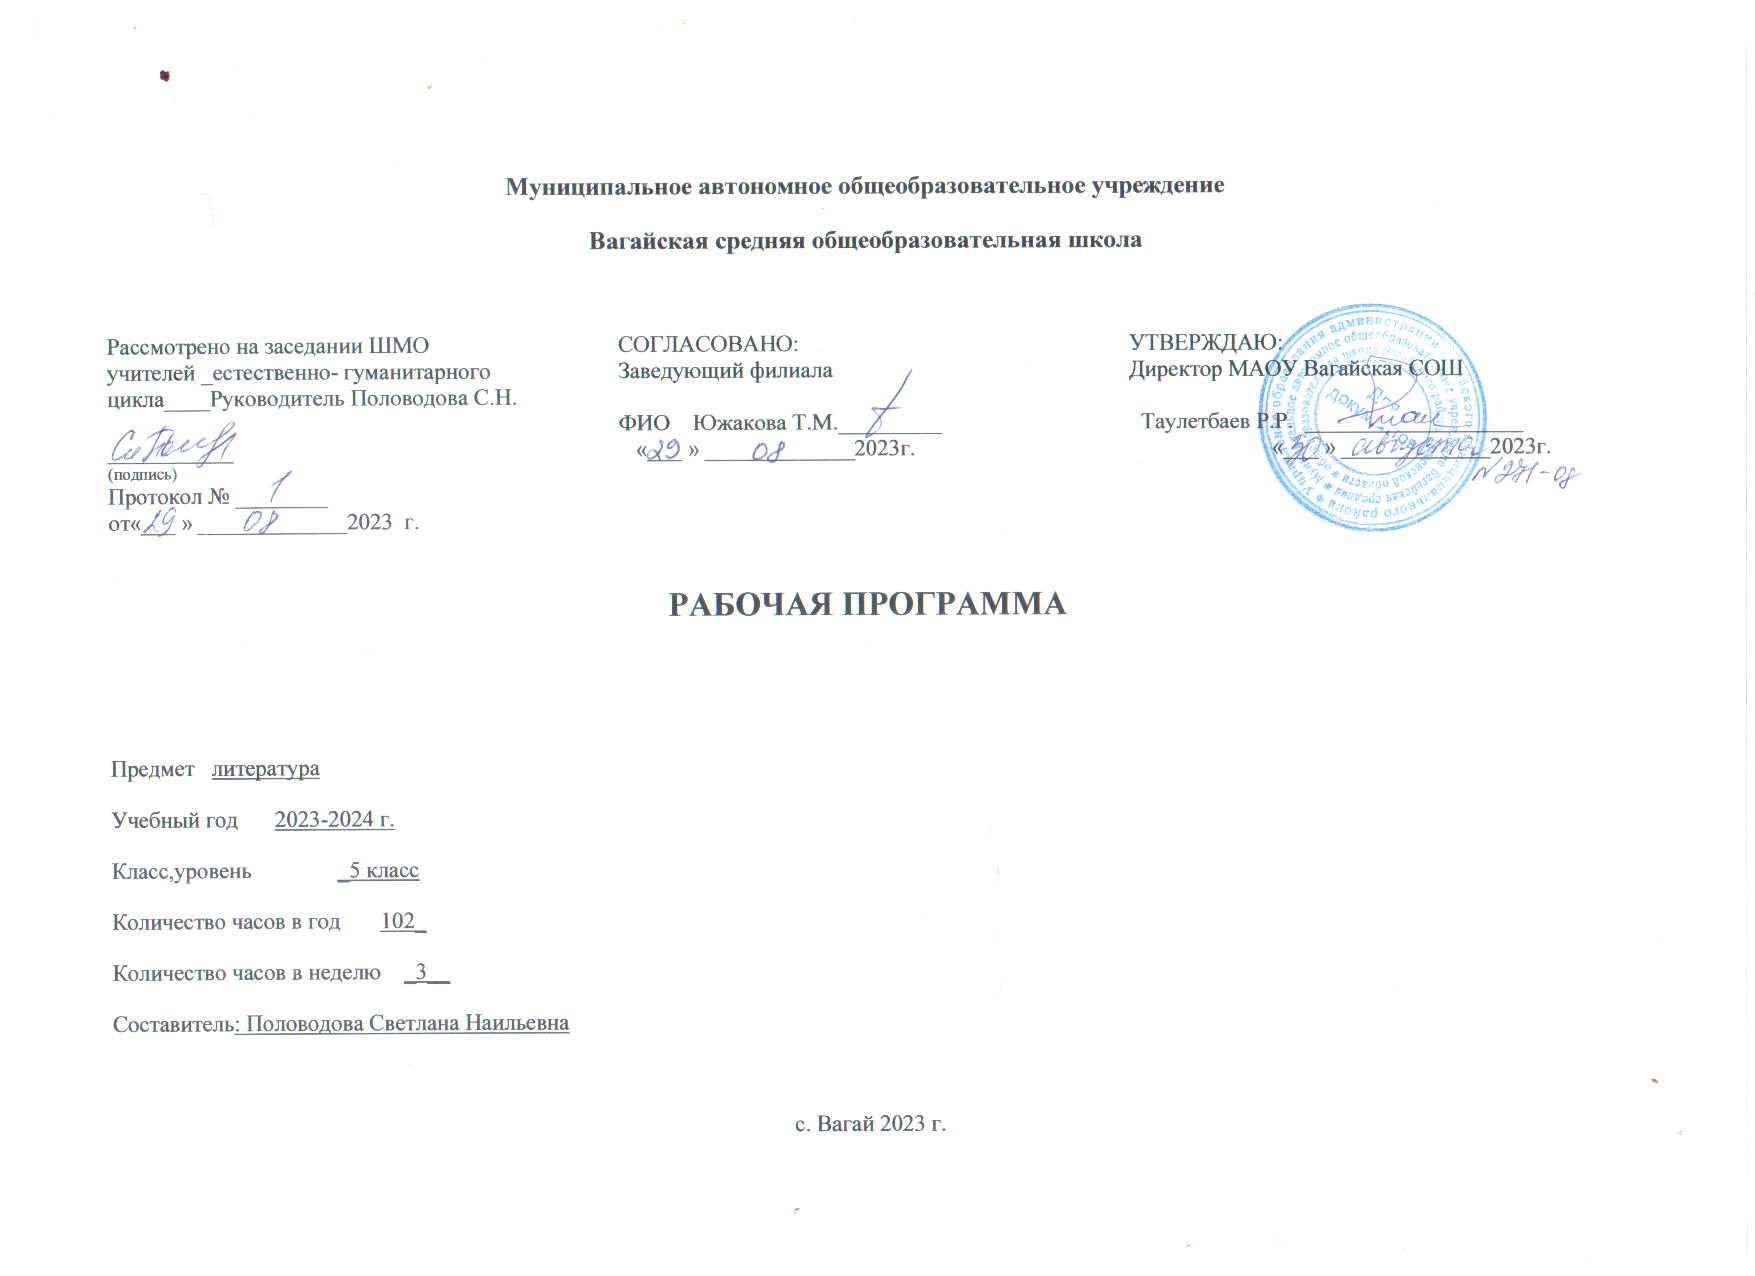 Муниципальное автономное общеобразовательное учреждение
Вагайская средняя общеобразовательная школа
Рассмотрено на заседании ШМО
учителей _естественно- гуманитарного
цикла____Руководитель Половодова С.Н.
(подпись)
Протокол № 1
от«29 » 08 2023 г.
СОГЛАСОВАНО:
Заведующий филиала
ФИО Южакова Т.М._________
«29 » 08 2023г.
УТВЕРЖДАЮ:
Директор МАОУ Вагайская СОШ
Таулетбаев Р.Р.
«30 » августа 2023г.
Для
РАБОЧАЯ ПРОГРАММА
Предмет литература
Учебный год 2023-2024 г.
Класс,уровень _5 класс
Количество часов в год 102_
Количество часов в неделю _3__
Составитель: Половодова Светлана Наильевна
с. Вагай 2023 г.